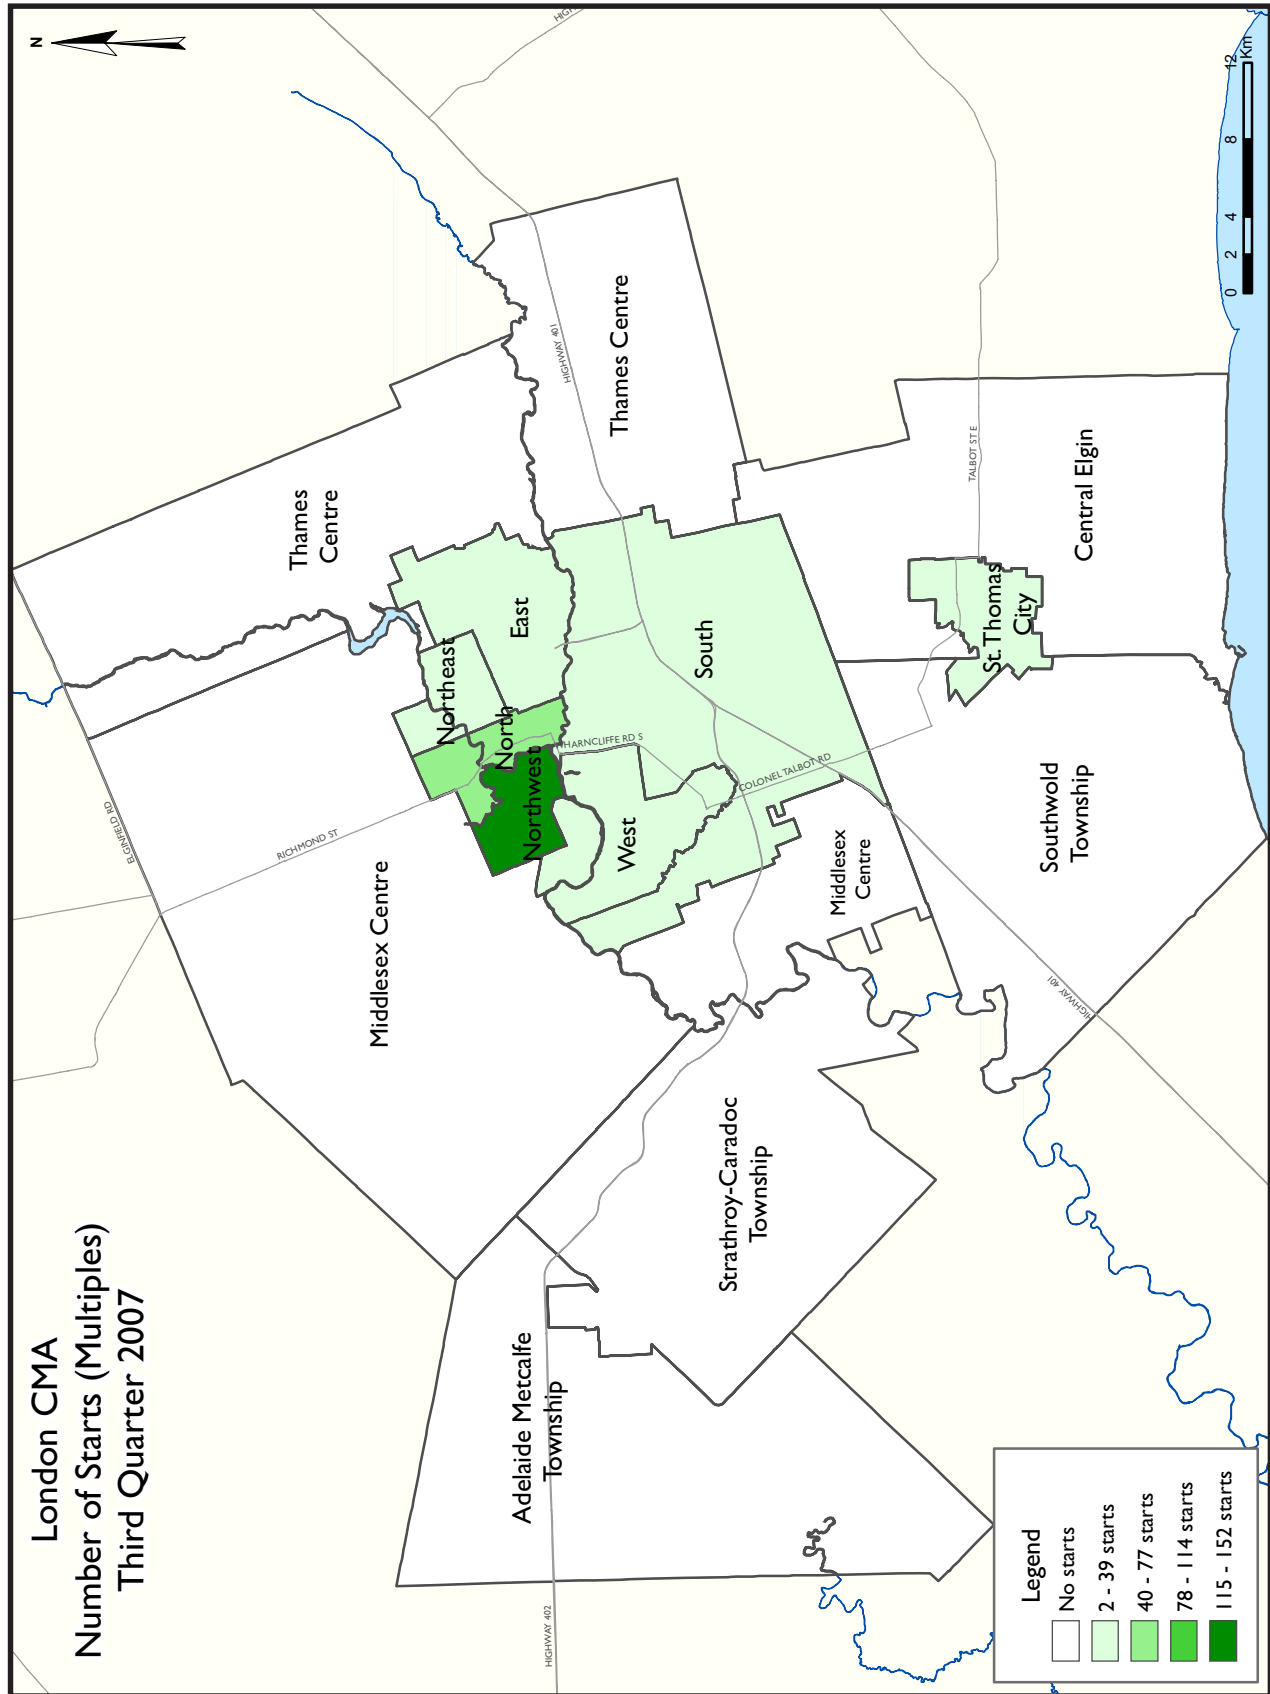 London CMA
Number of Starts (Multiples)
Third Quarter 2007
N
HIGH
ELGINFIELD RD
RICHMOND ST
Thames
Centre
Middlesex Centre
Northeast
North
Northwest
East
HIGHWAY 401
Thames Centre
WHARNCLIFFE RD S
West
South
COLONEL TALBOT RD
Middlesex
Centre
Adelaide Metcalfe
Township
HIGHWAY 402
Strathroy-Caradoc
Township
TALBOT ST E
St. Thomas
City
Central Elgin
Southwold
Township
HIGHWAY 401
0 2 4 8 12
Km
Legend
No starts
2 - 39 starts
40 - 77 starts
78 - 114 starts
115 - 152 starts